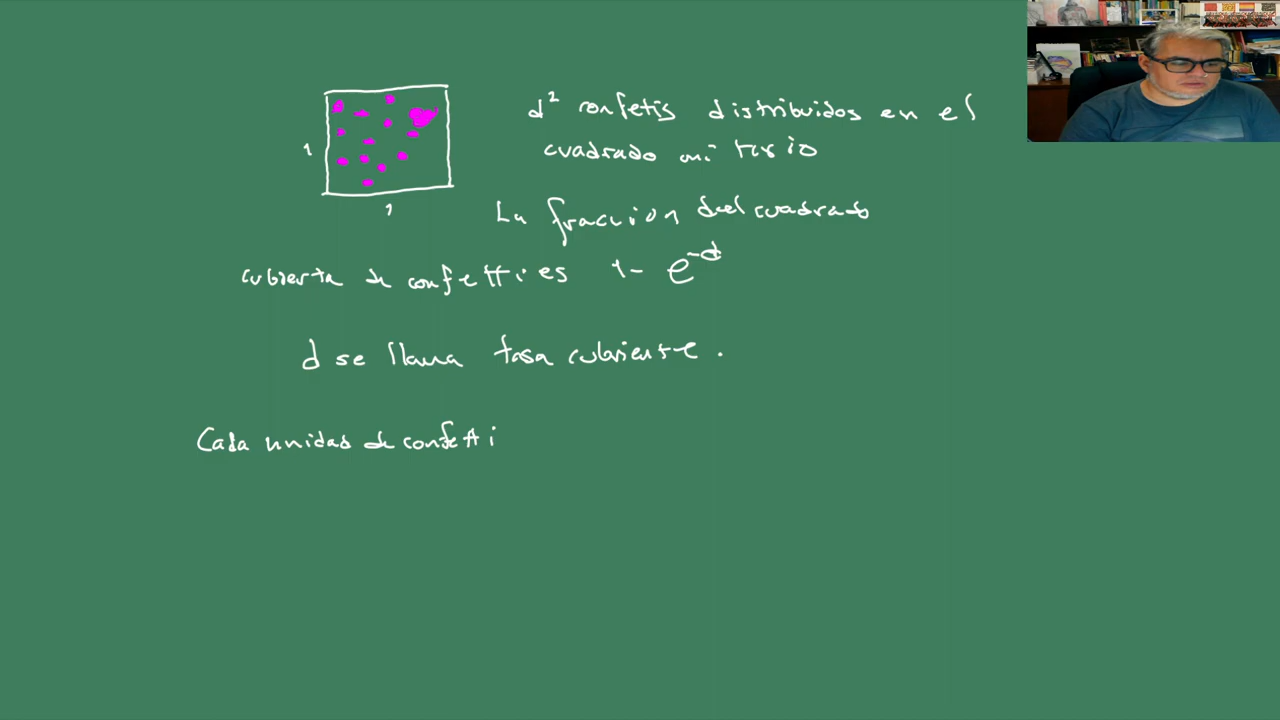 1
1
d² confetis distribuidos en el
cuadrado unitario
La fraccion del cuadrado
cubierta de confetti es 1 - e^-d
d se llama tasa cubriente.
Cada unidad de confetti